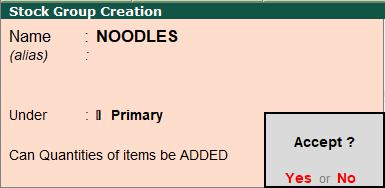 Stock Group Creation
Name : NOODLES
(alias) :
Under : Primary
Can Quantities of items be ADDED
Accept ?
Yes or No